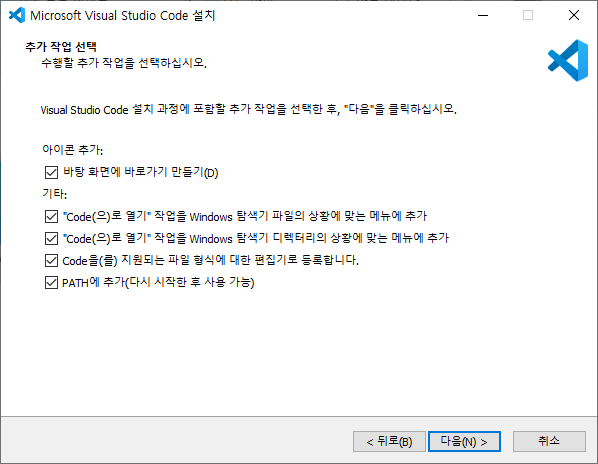 Microsoft Visual Studio Code 설치
추가 작업 선택
수행할 추가 작업을 선택하십시오.
Visual Studio Code 설치 과정에 포함할 추가 작업을 선택한 후, "다음"을 클릭하십시오.
아이콘 추가:
바탕 화면에 바로가기 만들기(D)
기타:
"Code(으)로 열기" 작업을 Windows 탐색기 파일의 상황에 맞는 메뉴에 추가
"Code(으)로 열기" 작업을 Windows 탐색기 디렉터리의 상황에 맞는 메뉴에 추가
Code을(를) 지원되는 파일 형식에 대한 편집기로 등록합니다.
PATH에 추가(다시 시작한 후 사용 가능)
< 뒤로(B)
다음(N) >
취소